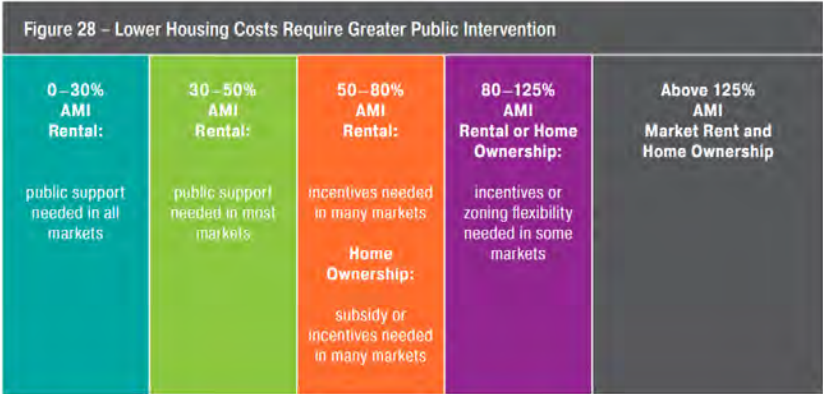 Figure 28 – Lower Housing Costs Require Greater Public Intervention
0–30%
AMI
Rental:
public support
needed in all
markets
30–50%
AMI
Rental:
public support
needed in most
markets
50–80%
AMI
Rental:
incentives needed
in many markets
Home
Ownership:
subsidy or
incentives needed
in many markets
80–125%
AMI
Rental or Home
Ownership:
incentives or
zoning flexibility
needed in some
markets
Above 125%
AMI
Market Rent and
Home Ownership